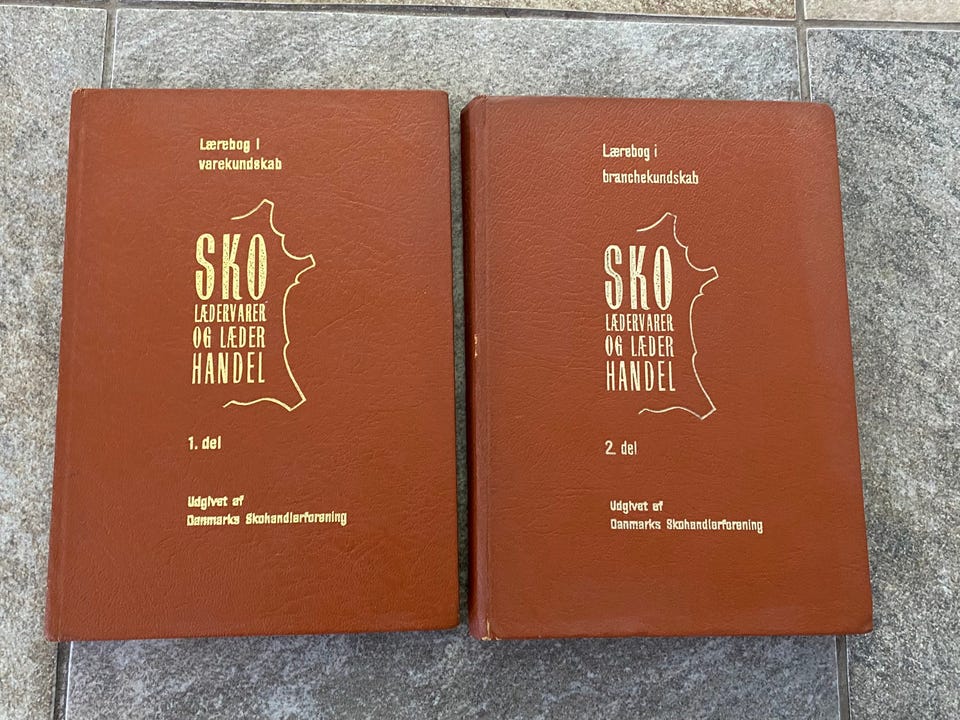 Lærebog i
varekundskab
SKO
LÆDERVARER
OG LÆDER
HANDEL
1. del
Udgivet af
Danmarks Skohandlerforening
Lærebog i
branchekundskab
SKO
LÆDERVARER
OG LÆDER
HANDEL
2. del
Udgivet af
Danmarks Skohandlerforening